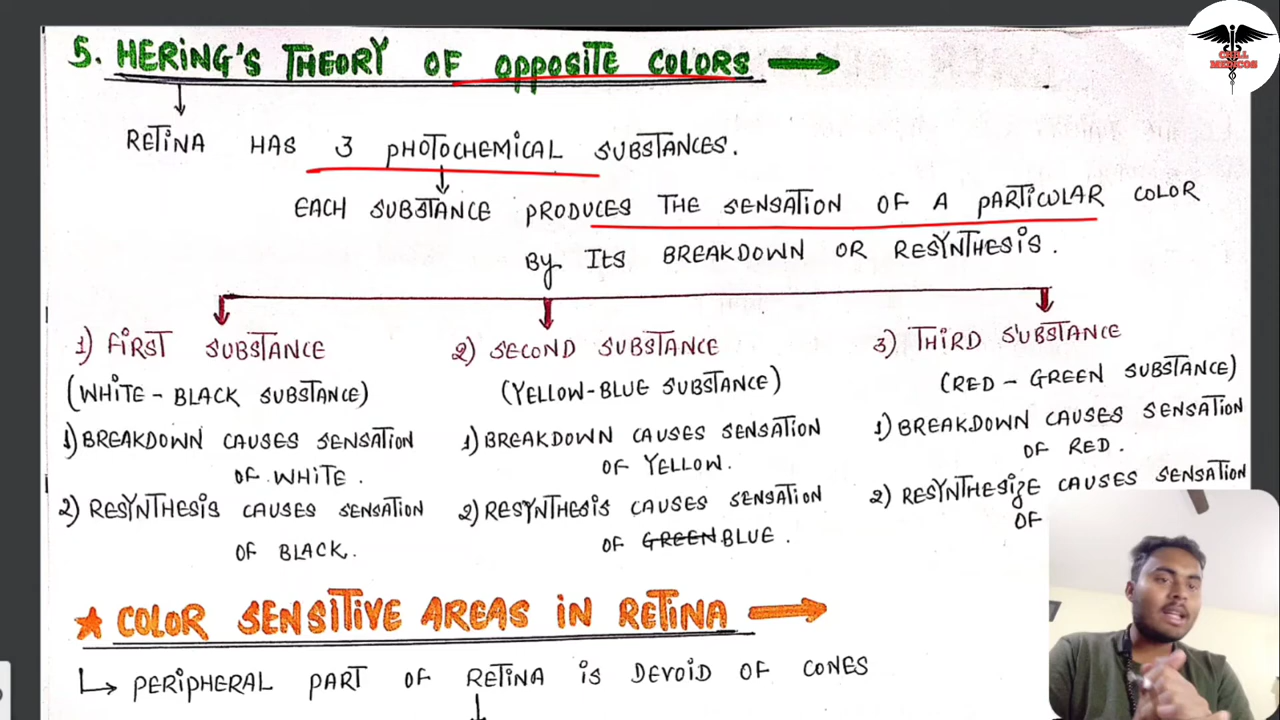 CHILL
MEDICOS
5. HERING'S THEORY OF OPPOSITE COLORS
RETINA HAS 3 PHOTOCHEMICAL SUBSTANCES.
EACH SUBSTANCE PRODUCES THE SENSATION OF A PARTICULAR COLOR
By ITS BREAKDOWN OR RESYNTHESIS.
1) FIRST SUBSTANCE
(WHITE - BLACK SUBSTANCE)
1) BREAKDOWN CAUSES SENSATION
OF WHITE.
2) RESYNTHESIS CAUSES SENSATION
OF BLACK.
2) SECOND SUBSTANCE
(YELLOW-BLUE SUBSTANCE)
1) BREAKDOWN CAUSES SENSATION
OF YELLOW.
2) RESYNTHESIS CAUSES SENSATION
OF GREEN BLUE.
3) THIRD SUBSTANCE
(RED - GREEN SUBSTANCE)
1) BREAKDOWN CAUSES SENSATION
OF RED.
2) RESYNTHESIZE CAUSES SENSATION
OF
★ COLOR SENSITIVE AREAS IN RETINA
PERIPHERAL PART OF RETINA IS DEVOID OF CONES